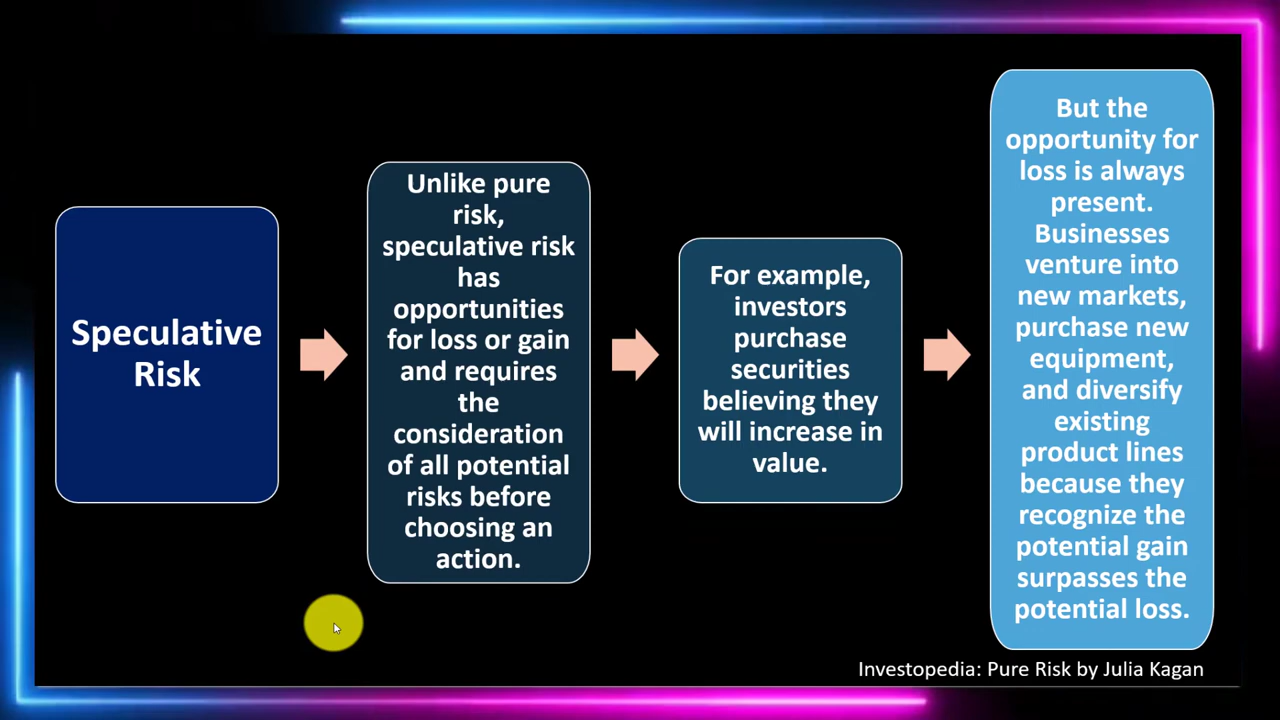 Speculative
Risk
Unlike pure
risk,
speculative risk
has
opportunities
for loss or gain
and requires
the
consideration
of all potential
risks before
choosing an
action.
For example,
investors
purchase
securities
believing they
will increase in
value.
But the
opportunity for
loss is always
present.
Businesses
venture into
new markets,
purchase new
equipment,
and diversify
existing
product lines
because they
recognize the
potential gain
surpasses the
potential loss.
Investopedia: Pure Risk by Julia Kagan